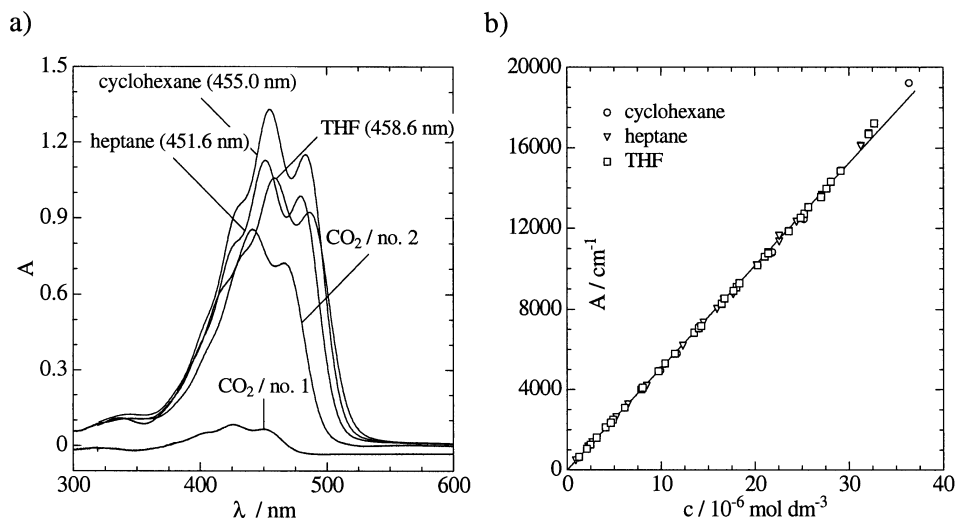 a)
1.5
1.2
0.9
0.6
0.3
0
A
cyclohexane (455.0 nm)
THF (458.6 nm)
heptane (451.6 nm)
CO₂ / no. 2
CO₂ / no. 1
300
400
500
600
λ / nm
b)
20000
16000
12000
8000
4000
0
A / cm⁻¹
cyclohexane
heptane
THF
0
10
20
30
40
c / 10⁻⁶ mol dm⁻³